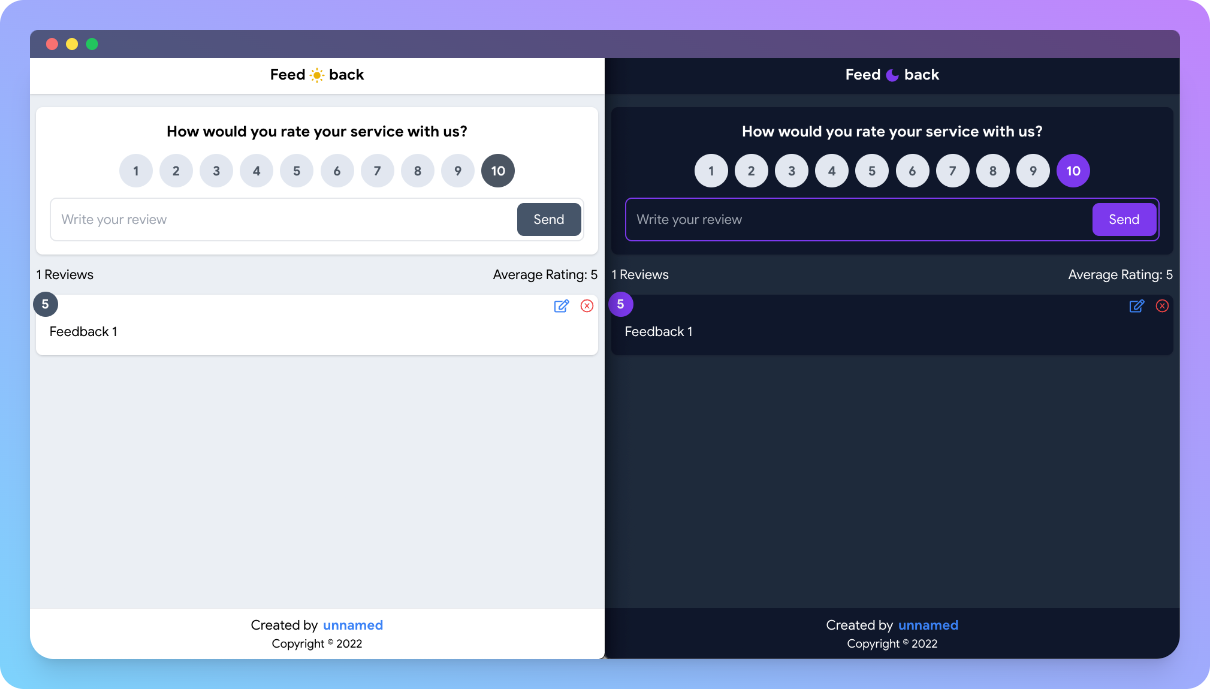 Feed back
How would you rate your service with us?
1 2 3 4 5 6 7 8 9 10
Write your review Send
1 Reviews Average Rating: 5
5
Feedback 1
Created by unnamed
Copyright © 2022
Feed back
How would you rate your service with us?
1 2 3 4 5 6 7 8 9 10
Write your review Send
1 Reviews Average Rating: 5
5
Feedback 1
Created by unnamed
Copyright © 2022